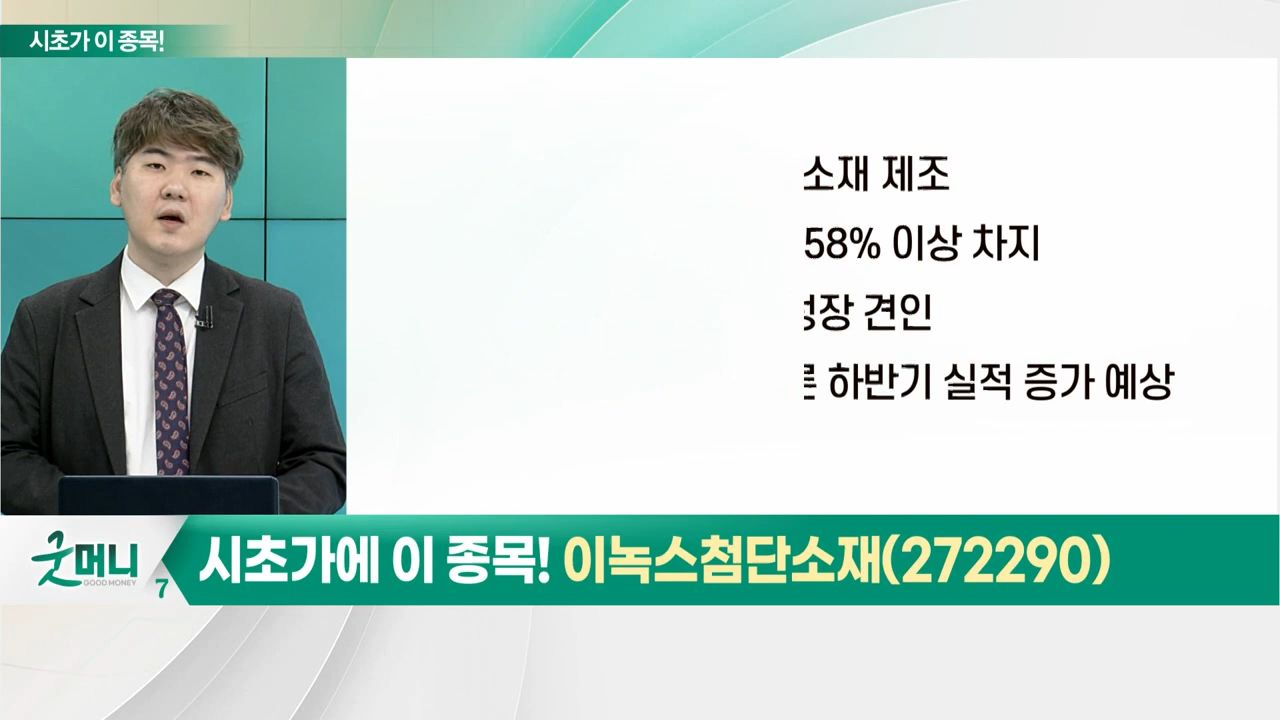 시초가 이 종목!
소재 제조
58% 이상 차지
장 견인
하반기 실적 증가 예상
굿머니
GOOD MONEY
7
시초가에 이 종목! 이녹스첨단소재(272290)